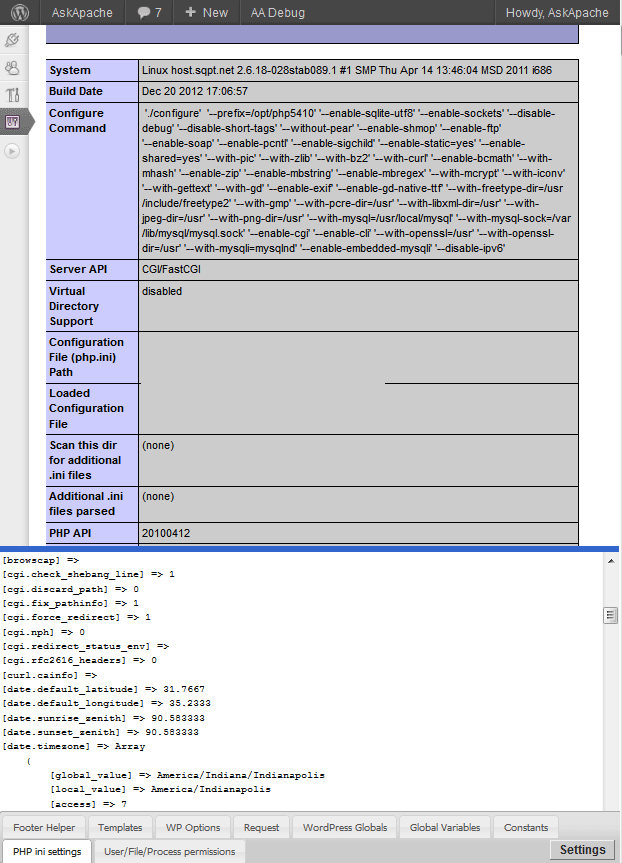 AskApache 7 + New AA Debug Howdy, AskApache
System Linux host.sqpt.net 2.6.18-028stab089.1 #1 SMP Thu Apr 14 13:46:04 MSD 2011 i686
Build Date Dec 20 2012 17:06:57
Configure Command './configure' '--prefix=/opt/php5410' '--enable-sqlite-utf8' '--enable-sockets' '--disable-
debug' '--disable-short-tags' '--without-pear' '--enable-shmop' '--enable-ftp'
'--enable-soap' '--enable-pcntl' '--enable-sigchild' '--enable-static=yes' '--enable-
shared=yes' '--with-pic' '--with-zlib' '--with-bz2' '--with-curl' '--enable-bcmath' '--with-
mhash' '--enable-zip' '--enable-mbstring' '--enable-mbregex' '--with-mcrypt' '--with-iconv'
'--with-gettext' '--with-gd' '--enable-exif' '--enable-gd-native-ttf' '--with-freetype-dir=/usr
/include/freetype2' '--with-gmp' '--with-pcre-dir=/usr' '--with-libxml-dir=/usr' '--with-
jpeg-dir=/usr' '--with-png-dir=/usr' '--with-mysql=/usr/local/mysql' '--with-mysql-sock=/var
/lib/mysql/mysql.sock' '--enable-cgi' '--enable-cli' '--with-openssl=/usr' '--with-openssl-
dir=/usr' '--with-mysqli=mysqlnd' '--enable-embedded-mysqli' '--disable-ipv6'
Server API CGI/FastCGI
Virtual disabled
Directory
Support
Configuration
File (php.ini)
Path
Loaded
Configuration
File
Scan this dir (none)
for additional
.ini files
Additional .ini (none)
files parsed
PHP API 20100412
[browscap] =>
[cgi.check_shebang_line] => 1
[cgi.discard_path] => 0
[cgi.fix_pathinfo] => 1
[cgi.force_redirect] => 1
[cgi.nph] => 0
[cgi.redirect_status_env] =>
[cgi.rfc2616_headers] => 0
[curl.cainfo] =>
[date.default_latitude] => 31.7667
[date.default_longitude] => 35.2333
[date.sunrise_zenith] => 90.583333
[date.sunset_zenith] => 90.583333
[date.timezone] => Array
(
[global_value] => America/Indiana/Indianapolis
[local_value] => America/Indianapolis
[access] => 7
Footer Helper Templates WP Options Request WordPress Globals Global Variables Constants
PHP ini settings User/File/Process permissions Settings